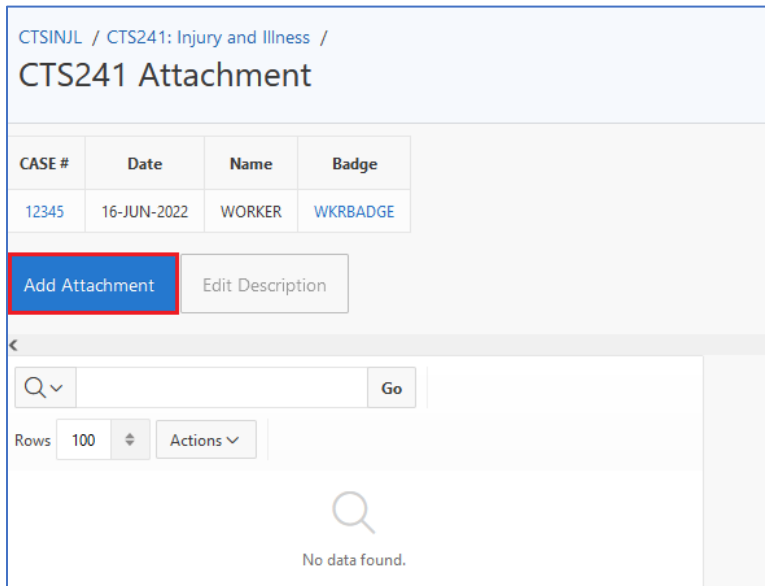 CTSINJL / CTS241: Injury and Illness /
CTS241 Attachment
CASE # Date Name Badge
12345 16-JUN-2022 WORKER WKRBADGE
Add Attachment Edit Description
Go
Rows 100 Actions
No data found.